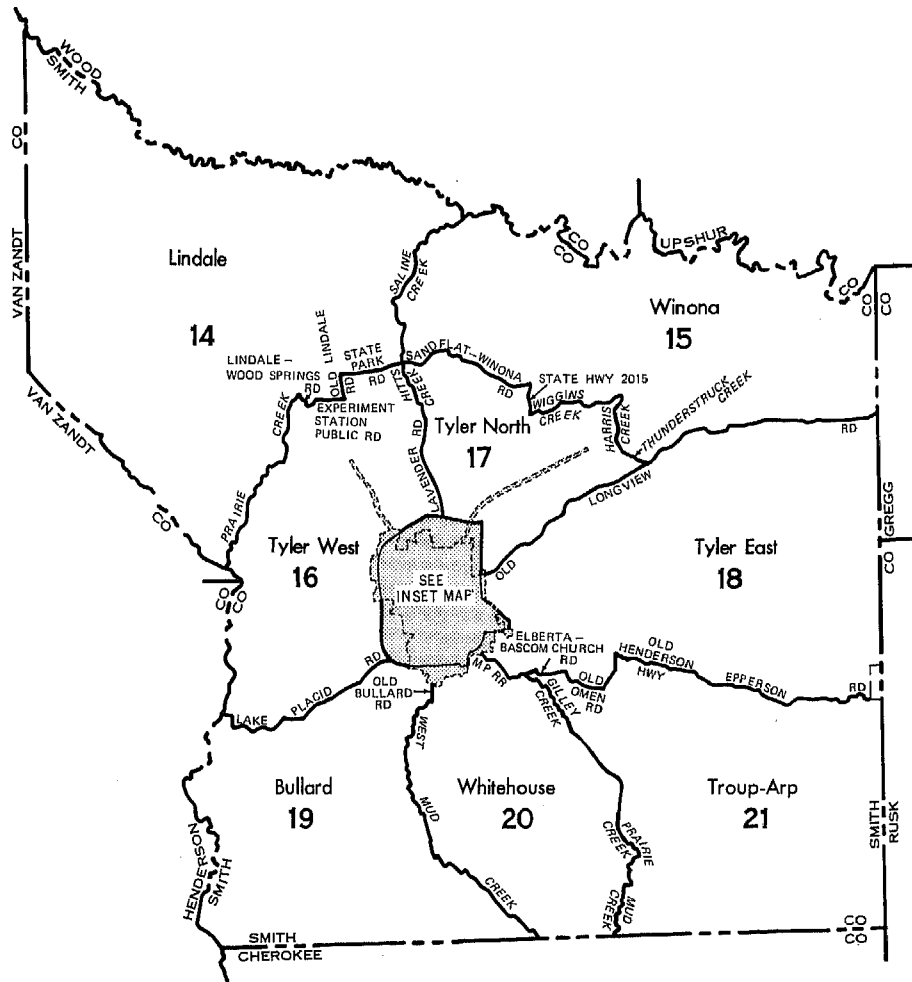 WOOD
SMITH
CO
CO
CO
UPSHUR
CO
CO
CO
VAN ZANDT
Lindale
14
SALINE
CREEK
Winona
15
LINDALE –
WOOD SPRINGS
RD
OLD LINDALE
RD
STATE
PARK
RD
EXPERIMENT
STATION
PUBLIC RD
HITTS
CREEK
SANDFLAT–WINONA
RD
STATE HWY 2015
WIGGINS
CREEK
HARRIS
CREEK
THUNDERSTRUCK
CREEK
VAN ZANDT
CO
PRAIRIE
CREEK
LAVENDER RD
Tyler North
17
OLD
LONGVIEW
RD
CO
GREGG
Tyler West
16
SEE
INSET MAP
Tyler East
18
CO
CO
CO
ELBERTA –
BASCOM CHURCH
RD
OLD
HENDERSON
HWY
EPPERSON
RD
M P RR
GILLEY
CREEK
OLD
OMEN
RD
LAKE
PLACID
RD
OLD
BULLARD
RD
WEST
MUD
CREEK
Bullard
19
Whitehouse
20
Troup-Arp
21
PRAIRIE
CREEK
MUD
CREEK
SMITH
RUSK
HENDERSON
SMITH
SMITH
CHEROKEE
CO
CO
CO